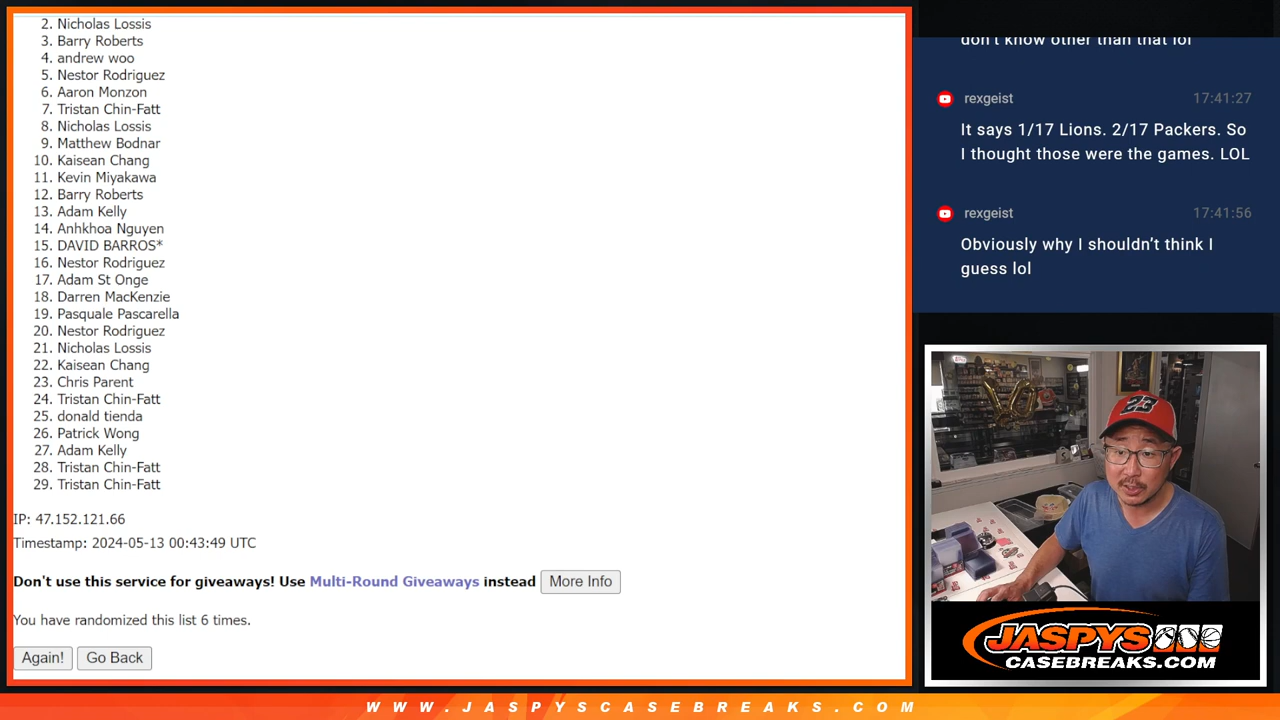 2. Nicholas Lossis
3. Barry Roberts
4. andrew woo
5. Nestor Rodriguez
6. Aaron Monzon
7. Tristan Chin-Fatt
8. Nicholas Lossis
9. Matthew Bodnar
10. Kaisean Chang
11. Kevin Miyakawa
12. Barry Roberts
13. Adam Kelly
14. Anhkhoa Nguyen
15. DAVID BARROS*
16. Nestor Rodriguez
17. Adam St Onge
18. Darren MacKenzie
19. Pasquale Pascarella
20. Nestor Rodriguez
21. Nicholas Lossis
22. Kaisean Chang
23. Chris Parent
24. Tristan Chin-Fatt
25. donald tienda
26. Patrick Wong
27. Adam Kelly
28. Tristan Chin-Fatt
29. Tristan Chin-Fatt
IP: 47.152.121.66
Timestamp: 2024-05-13 00:43:49 UTC
Don't use this service for giveaways! Use Multi-Round Giveaways instead More Info
You have randomized this list 6 times.
Again! Go Back
don't know other than that lol
rexgeist 17:41:27
It says 1/17 Lions. 2/17 Packers. So
I thought those were the games. LOL
rexgeist 17:41:56
Obviously why I shouldn't think I
guess lol
23
JASPYS
CASEBREAKS.COM
WWW.JASPYSCASEBREAKS.COM